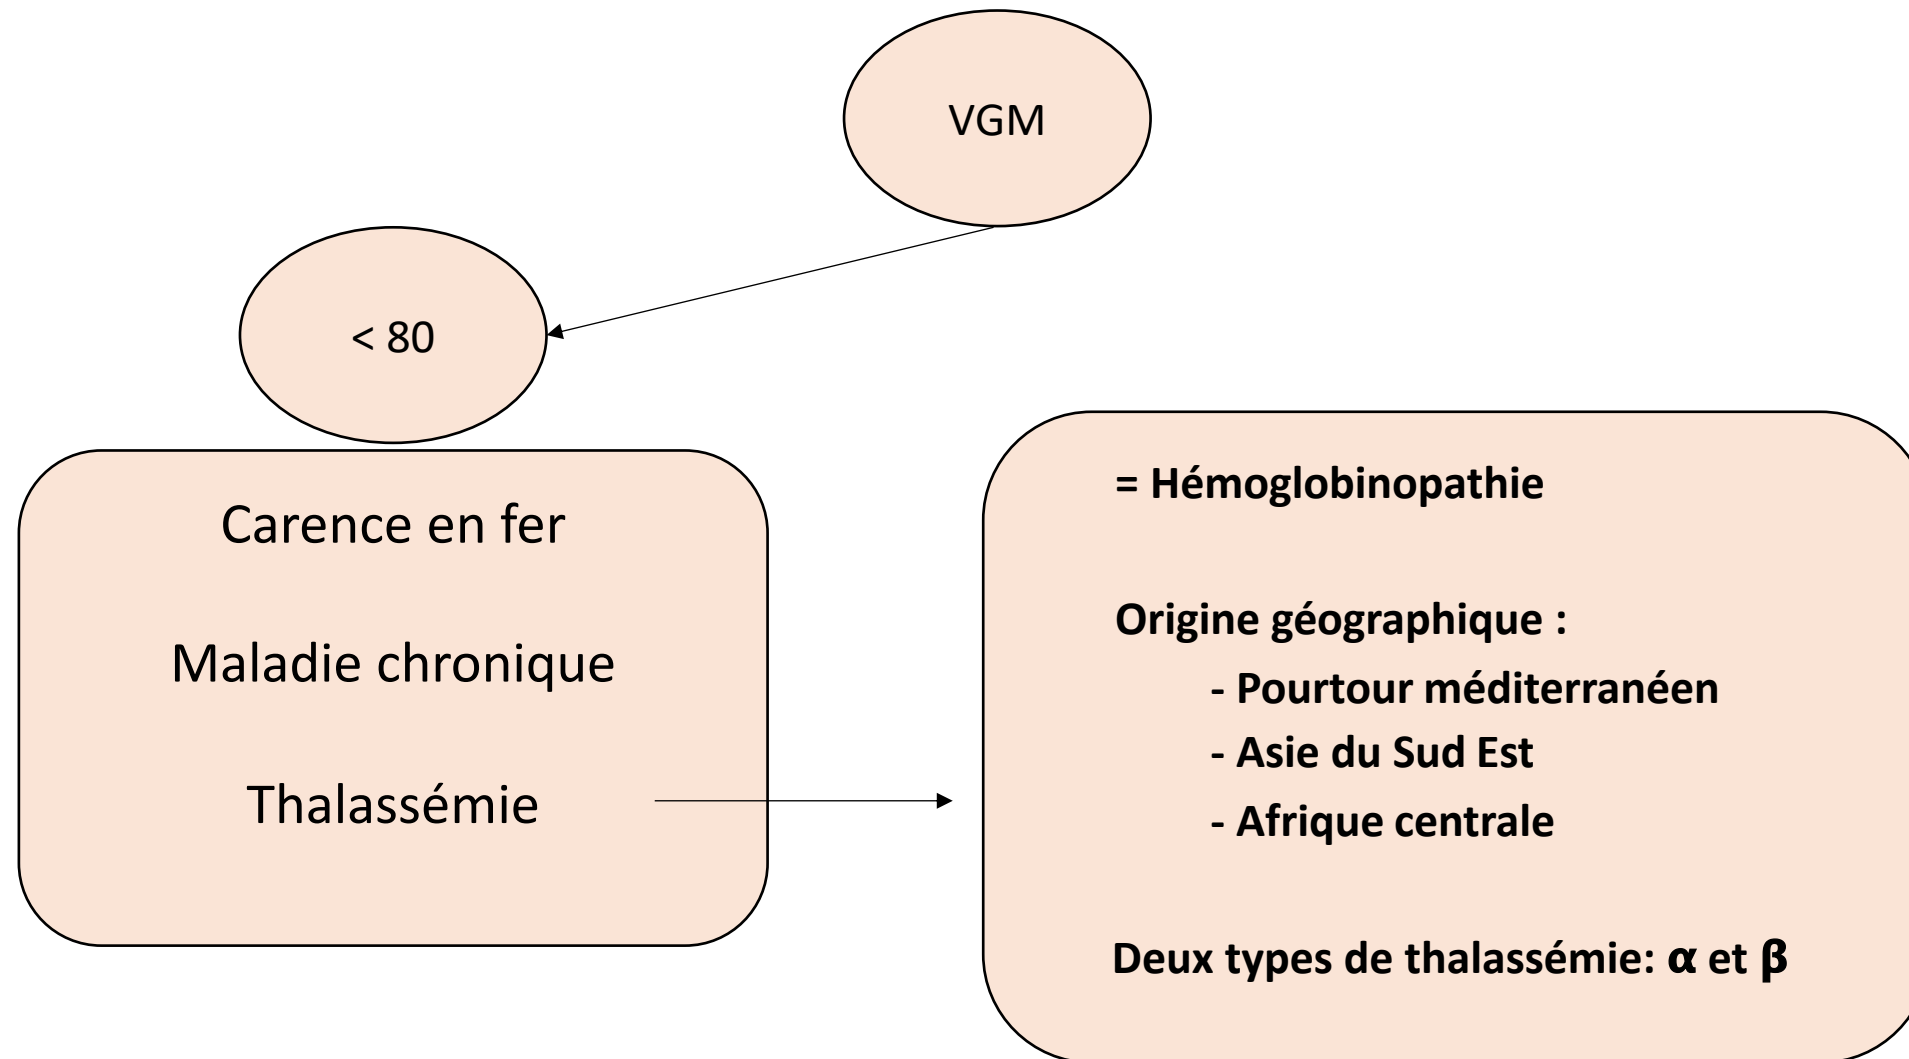 VGM
< 80
Carence en fer
Maladie chronique
Thalassémie
= Hémoglobinopathie
Origine géographique :
- Pourtour méditerranéen
- Asie du Sud Est
- Afrique centrale
Deux types de thalassémie: α et β